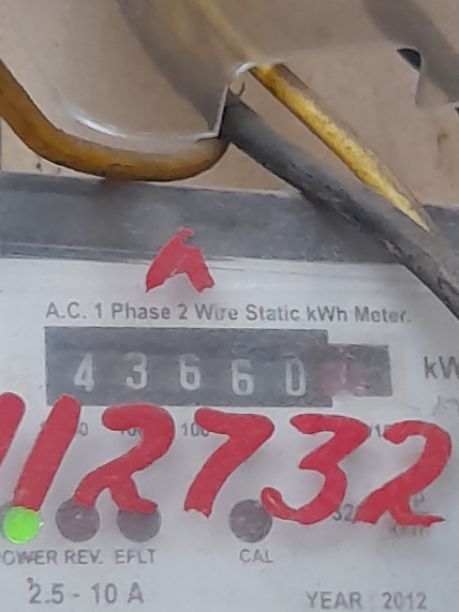 A.C. 1 Phase 2 Wire Static kWh Meter.
43660
kW
112732
POWER REV. EFLT CAL
2.5 - 10 A
YEAR 2012